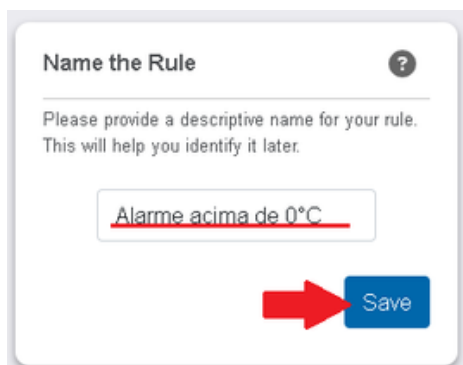 Name the Rule ?
Please provide a descriptive name for your rule.
This will help you identify it later.
Alarme acima de 0°C
Save